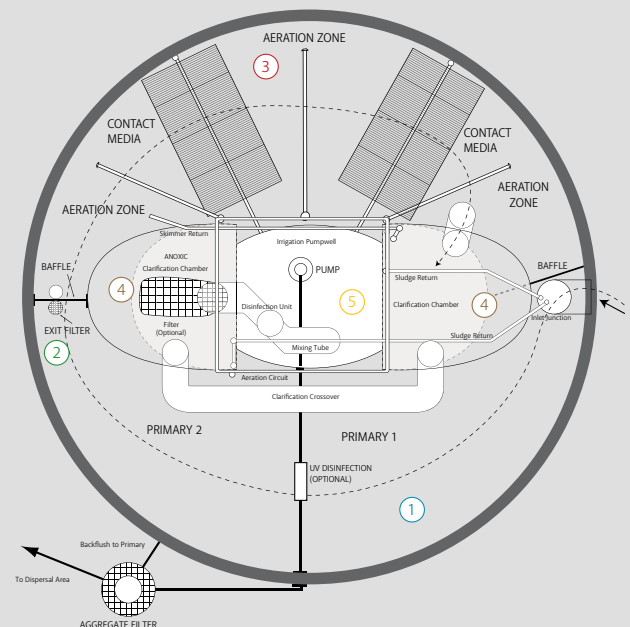 AERATION ZONE
3
CONTACT
MEDIA
CONTACT
MEDIA
AERATION
ZONE
AERATION ZONE
Skimmer Return
Irrigation Pumpwell
BAFFLE
ANOXIC
Clarification Chamber
PUMP
Sludge Return
BAFFLE
4
Disinfection Unit
5
Clarification Chamber
4
Inlet Junction
EXIT FILTER
Filter
(Optional)
Mixing Tube
Sludge Return
2
Aeration Circuit
Clarification Crossover
PRIMARY 2
PRIMARY 1
UV DISINFECTION
(OPTIONAL)
1
Backflush to Primary
To Dispersal Area
AGGREGATE FILTER